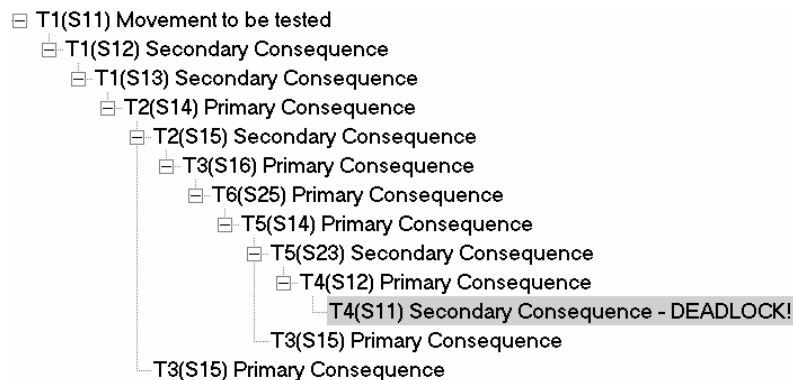 T1(S11) Movement to be tested
T1(S12) Secondary Consequence
T1(S13) Secondary Consequence
T2(S14) Primary Consequence
T2(S15) Secondary Consequence
T3(S16) Primary Consequence
T6(S25) Primary Consequence
T5(S14) Primary Consequence
T5(S23) Secondary Consequence
T4(S12) Primary Consequence
T4(S11) Secondary Consequence - DEADLOCK!
T3(S15) Primary Consequence
T3(S15) Primary Consequence